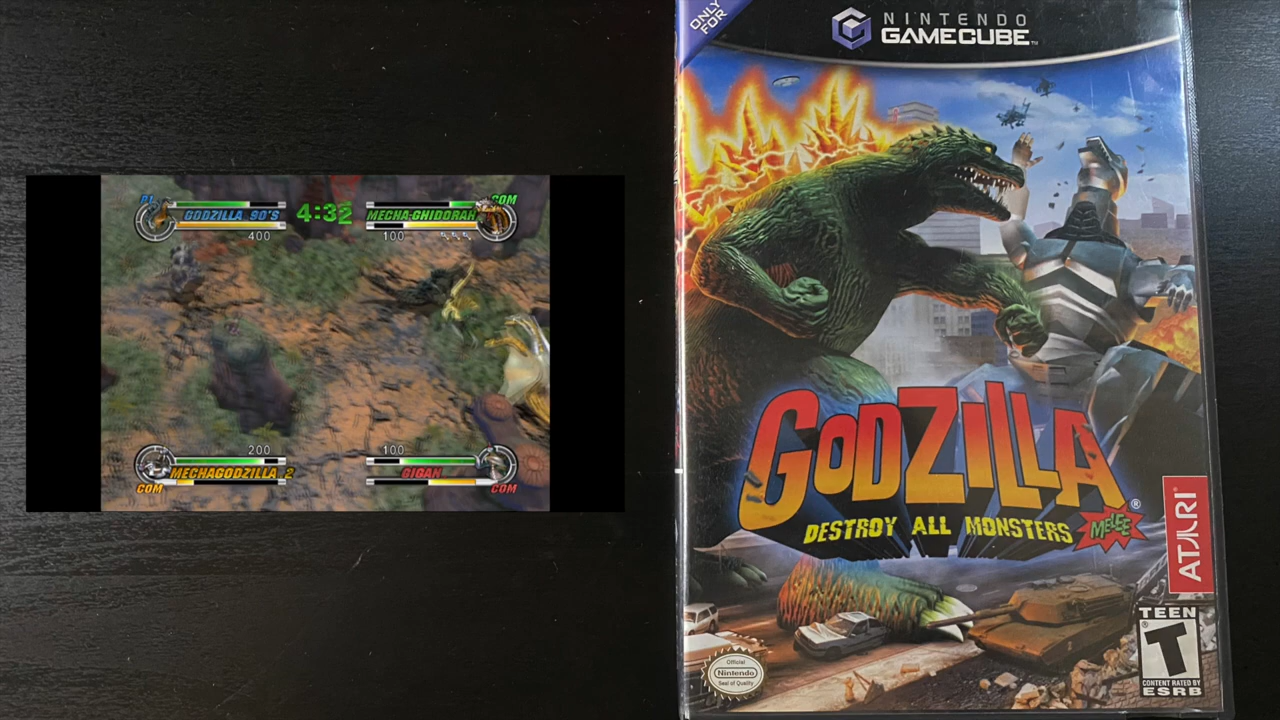 P1
GODZILLA 90'S
400
4:32
COM
MECHA-GHIDORAH
100
200
MECHAGODZILLA 2
COM
100
GIGAN
COM
ONLY
FOR
NINTENDO
GAMECUBE™
GODZILLA®
DESTROY ALL MONSTERS
MELEE
ATARI
Official
Nintendo
Seal of Quality
TEEN
T
®
CONTENT RATED BY
ESRB